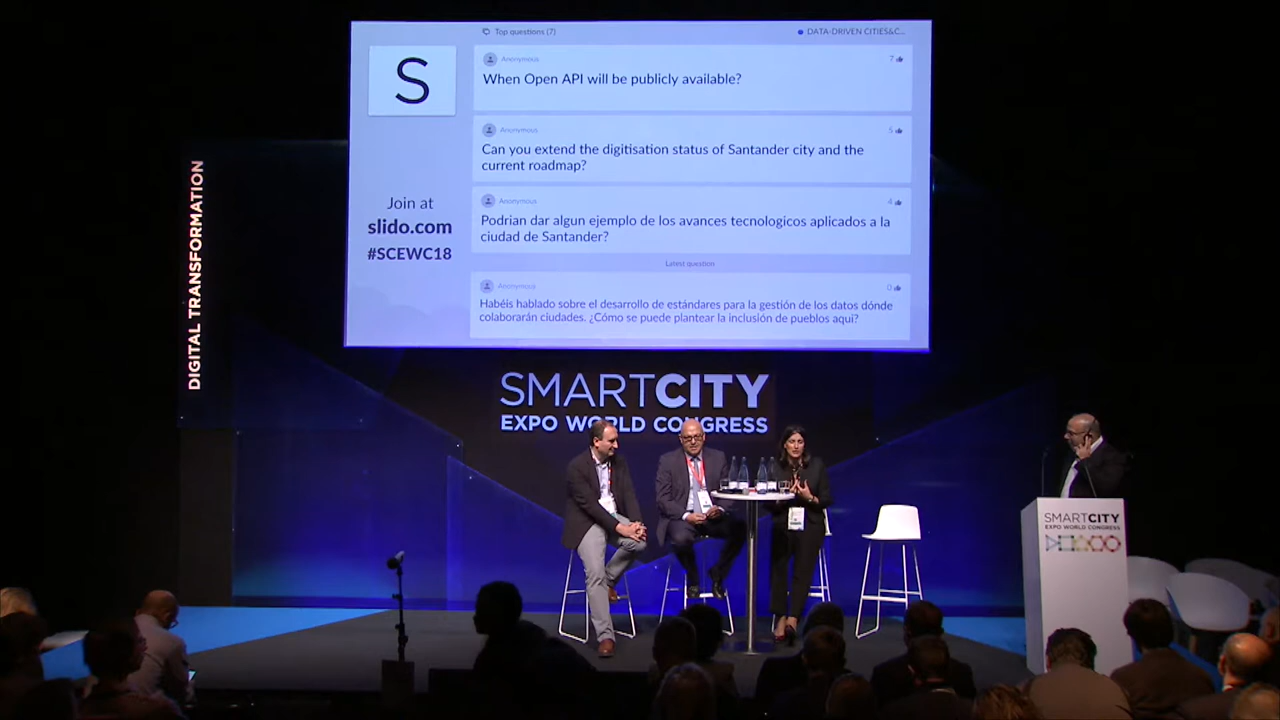 Top questions (7)
DATA-DRIVEN CITIES&C...
S
Join at
slido.com
#SCEWC18
Anonymous
7
When Open API will be publicly available?
Anonymous
5
Can you extend the digitisation status of Santander city and the
current roadmap?
Anonymous
4
Podrian dar algun ejemplo de los avances tecnologicos aplicados a la
ciudad de Santander?
Latest question
Anonymous
0
Habéis hablado sobre el desarrollo de estándares para la gestión de los datos dónde
colaborarán ciudades. ¿Cómo se puede plantear la inclusión de pueblos aqui?
DIGITAL TRANSFORMATION
SMARTCITY
EXPO WORLD CONGRESS
SMARTCITY
EXPO WORLD CONGRESS